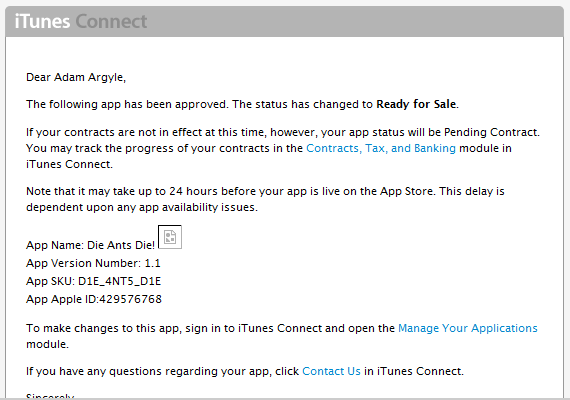 iTunes Connect
Dear Adam Argyle,
The following app has been approved. The status has changed to Ready for Sale.
If your contracts are not in effect at this time, however, your app status will be Pending Contract.
You may track the progress of your contracts in the Contracts, Tax, and Banking module in
iTunes Connect.
Note that it may take up to 24 hours before your app is live on the App Store. This delay is
dependent upon any app availability issues.
App Name: Die Ants Die!
App Version Number: 1.1
App SKU: D1E_4NT5_D1E
App Apple ID:429576768
To make changes to this app, sign in to iTunes Connect and open the Manage Your Applications
module.
If you have any questions regarding your app, click Contact Us in iTunes Connect.
Sincerely